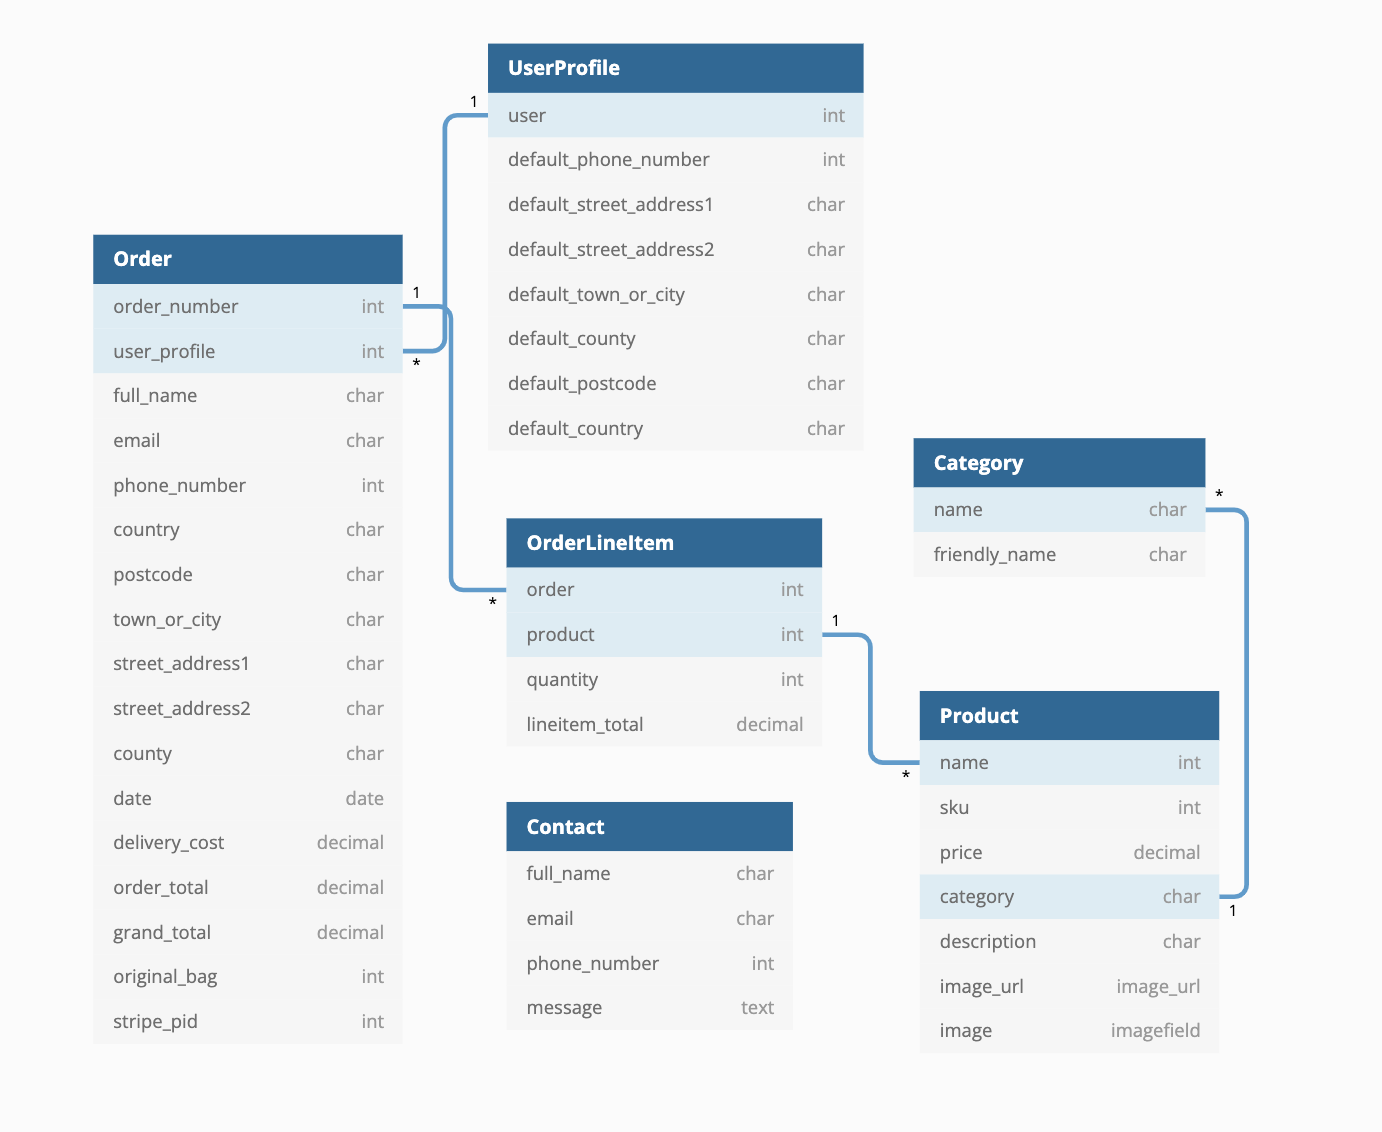 UserProfile
user int
default_phone_number int
default_street_address1 char
default_street_address2 char
default_town_or_city char
default_county char
default_postcode char
default_country char
1
Order
order_number int
user_profile int
full_name char
email char
phone_number int
country char
postcode char
town_or_city char
street_address1 char
street_address2 char
county char
date date
delivery_cost decimal
order_total decimal
grand_total decimal
original_bag int
stripe_pid int
1
*
OrderLineItem
order int
product int
quantity int
lineitem_total decimal
*
1
Contact
full_name char
email char
phone_number int
message text
Category
name char
friendly_name char
*
Product
name int
sku int
price decimal
category char
description char
image_url image_url
image imagefield
*
1